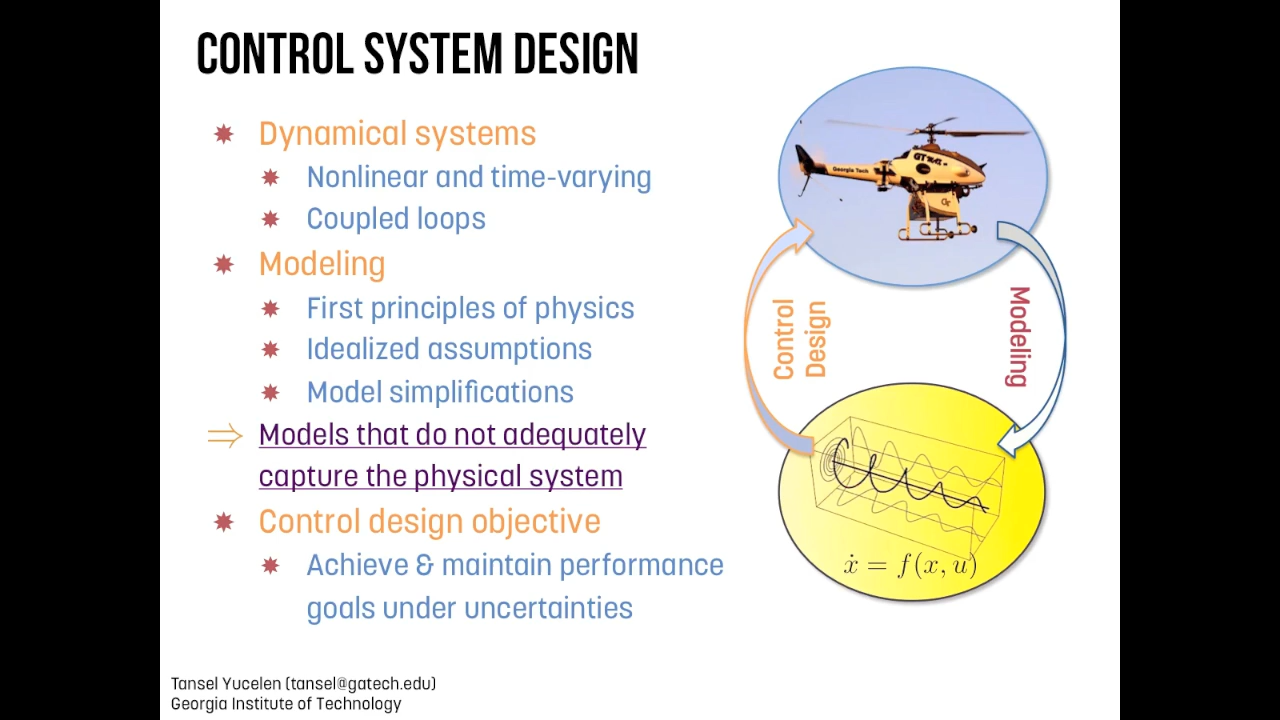 CONTROL SYSTEM DESIGN
Dynamical systems
Nonlinear and time-varying
Coupled loops
Modeling
First principles of physics
Idealized assumptions
Model simplifications
⇒ Models that do not adequately
capture the physical system
Control design objective
Achieve & maintain performance
goals under uncertainties
Georgia Tech
GT
Control
Design
Modeling
ẋ = f(x, u)
Tansel Yucelen (tansel@gatech.edu)
Georgia Institute of Technology